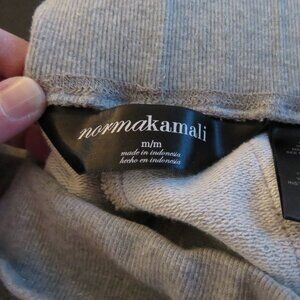 normakamali
m/m
made in indonesia
hecho en indonesia